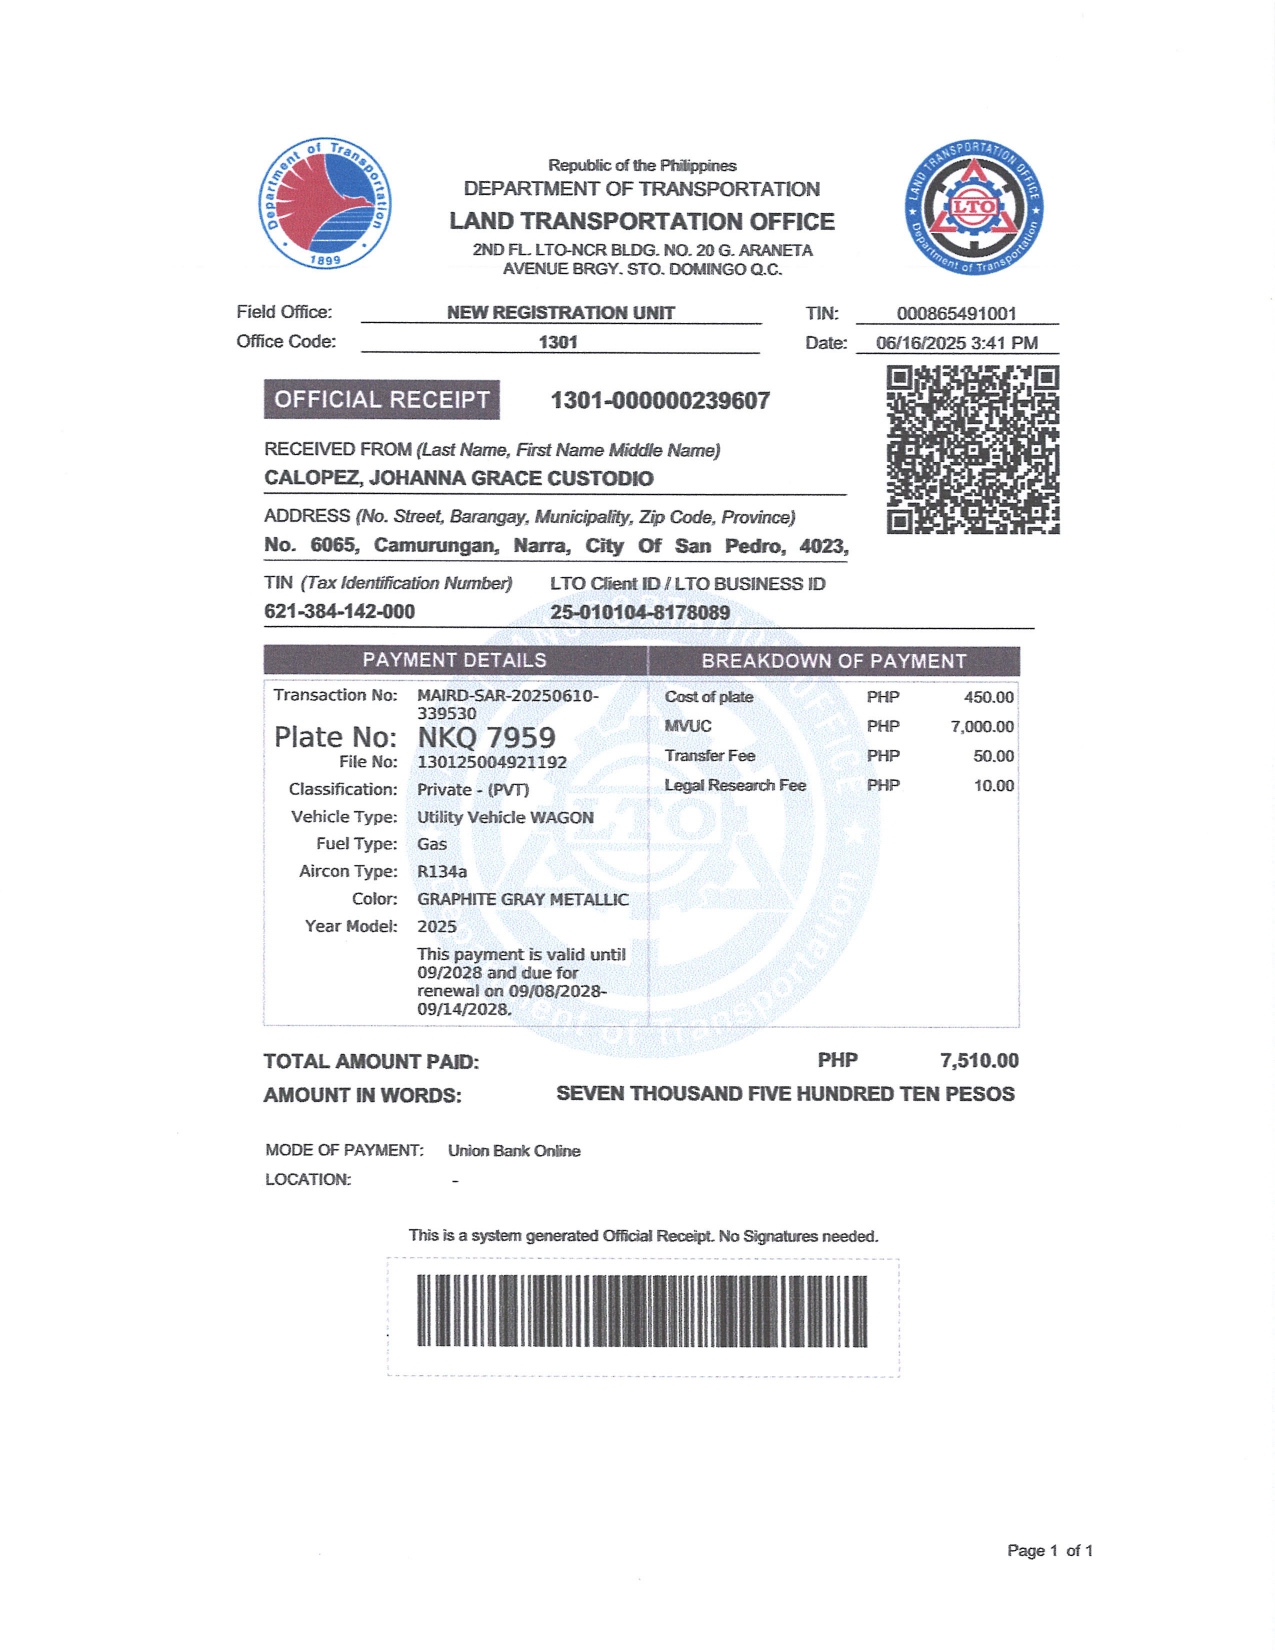 Department of Transportation
1899
Republic of the Philippines
DEPARTMENT OF TRANSPORTATION
LAND TRANSPORTATION OFFICE
2ND FL. LTO-NCR BLDG. NO. 20 G. ARANETA
AVENUE BRGY. STO. DOMINGO Q.C.
LAND TRANSPORTATION OFFICE
LTO
Department of Transportation
Field Office: NEW REGISTRATION UNIT TIN: 000865491001
Office Code: 1301 Date: 06/16/2025 3:41 PM
OFFICIAL RECEIPT 1301-000000239607
RECEIVED FROM (Last Name, First Name Middle Name)
CALOPEZ, JOHANNA GRACE CUSTODIO
ADDRESS (No. Street, Barangay, Municipality, Zip Code, Province)
No. 6065, Camurungan, Narra, City Of San Pedro, 4023,
TIN (Tax Identification Number) LTO Client ID / LTO BUSINESS ID
621-384-142-000 25-010104-8178089
PAYMENT DETAILS BREAKDOWN OF PAYMENT
Transaction No: MAIRD-SAR-20250610-
339530
Plate No: NKQ 7959
File No: 130125004921192
Classification: Private - (PVT)
Vehicle Type: Utility Vehicle WAGON
Fuel Type: Gas
Aircon Type: R134a
Color: GRAPHITE GRAY METALLIC
Year Model: 2025
This payment is valid until
09/2028 and due for
renewal on 09/08/2028-
09/14/2028.
Cost of plate PHP 450.00
MVUC PHP 7,000.00
Transfer Fee PHP 50.00
Legal Research Fee PHP 10.00
TOTAL AMOUNT PAID: PHP 7,510.00
AMOUNT IN WORDS: SEVEN THOUSAND FIVE HUNDRED TEN PESOS
MODE OF PAYMENT: Union Bank Online
LOCATION: -
This is a system generated Official Receipt. No Signatures needed.
Page 1 of 1